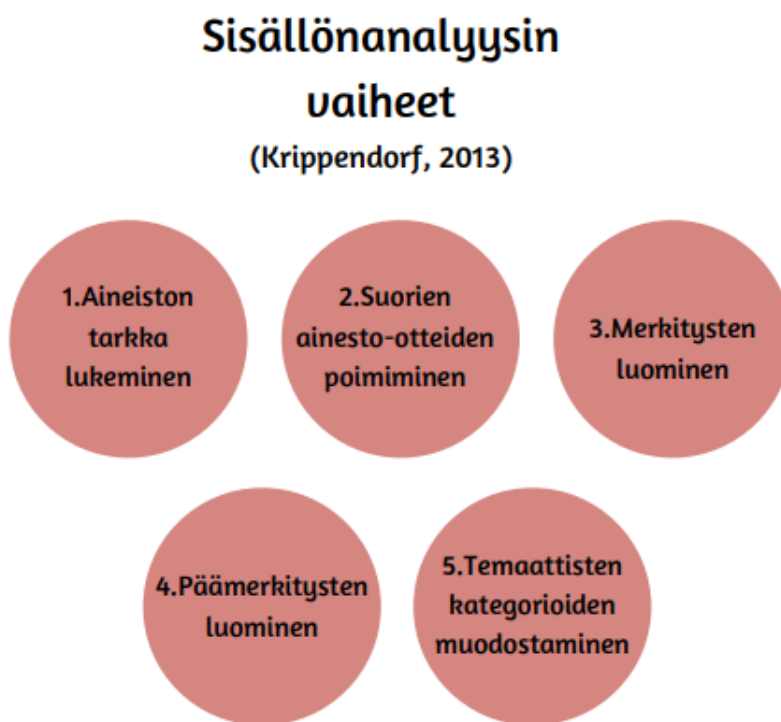 Sisällönanalyysin
vaiheet
(Krippendorf, 2013)
1.Aineiston
tarkka
lukeminen
2.Suorien
ainesto-otteiden
poimiminen
3.Merkitysten
luominen
4.Päämerkitysten
luominen
5.Temaattisten
kategorioiden
muodostaminen